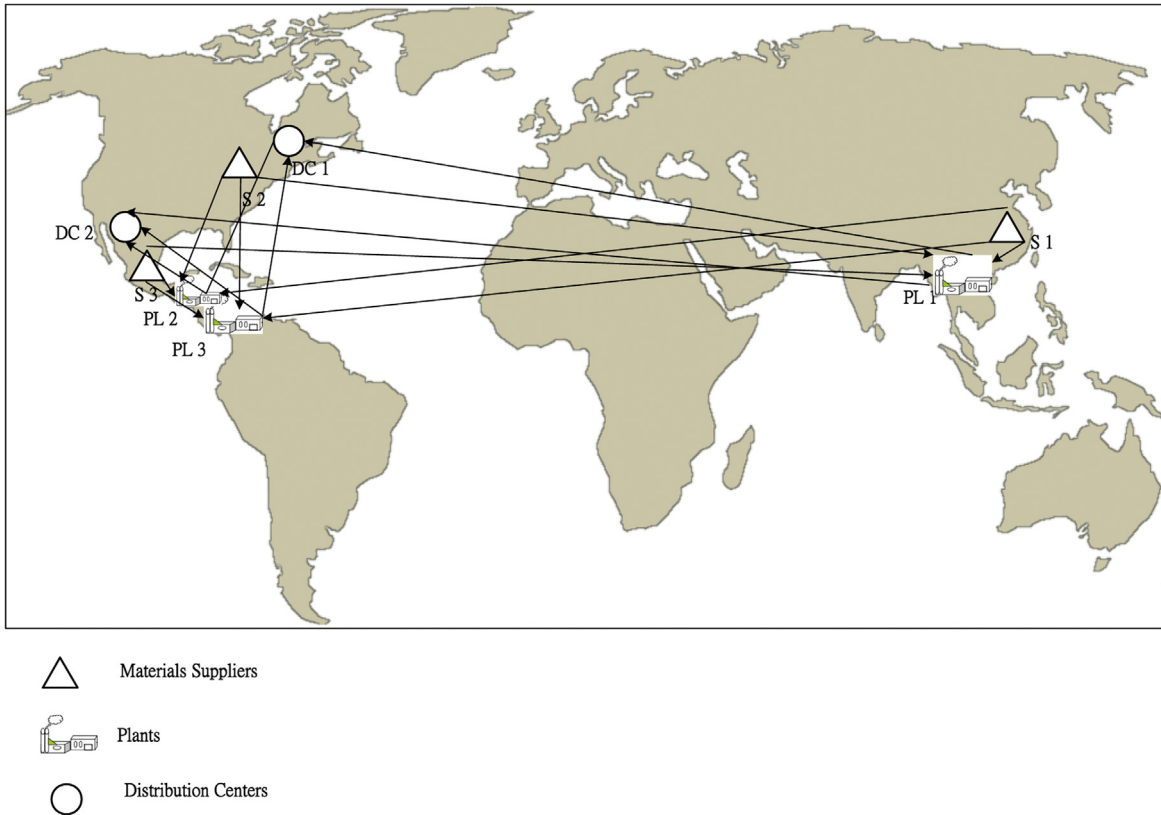 DC 1
S 2
DC 2
S 1
S 3
PL 1
PL 2
PL 3
Materials Suppliers
Plants
Distribution Centers